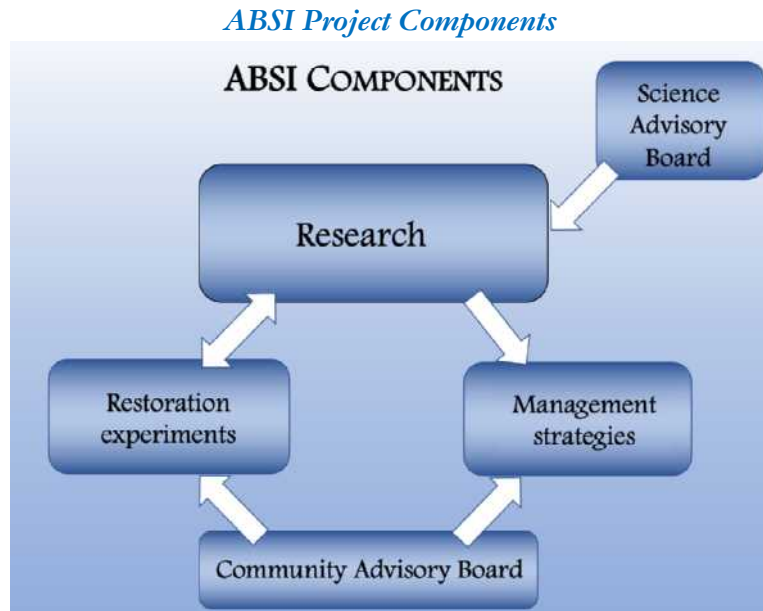 ABSI Project Components
ABSI COMPONENTS
Science
Advisory
Board
Research
Restoration
experiments
Management
strategies
Community Advisory Board